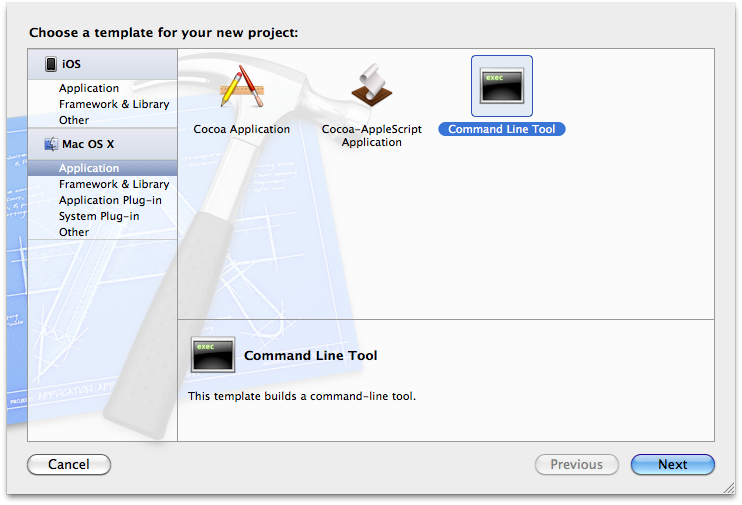 Choose a template for your new project:
iOS
Application
Framework & Library
Other
Mac OS X
Application
Framework & Library
Application Plug-in
System Plug-in
Other
Cocoa Application
Cocoa-AppleScript
Application
exec
Command Line Tool
exec
Command Line Tool
This template builds a command-line tool.
Cancel
Previous
Next